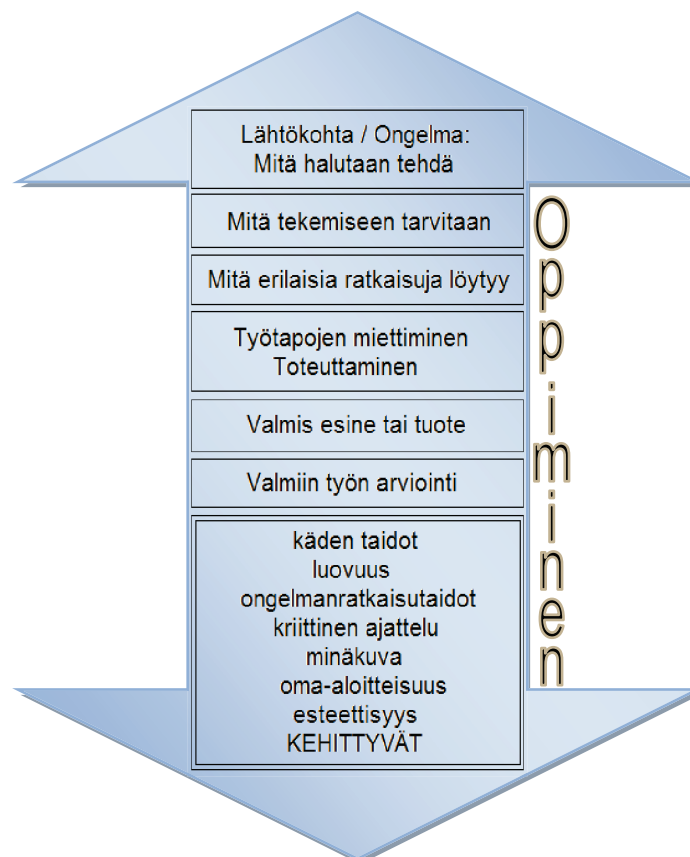 Lähtökohta / Ongelma:
Mitä halutaan tehdä
Mitä tekemiseen tarvitaan
Mitä erilaisia ratkaisuja löytyy
Työtapojen miettiminen
Toteuttaminen
Valmis esine tai tuote
Valmiin työn arviointi
käden taidot
luovuus
ongelmanratkaisutaidot
kriittinen ajattelu
minäkuva
oma-aloitteisuus
esteettisyys
KEHITTYVÄT
Oppiminen